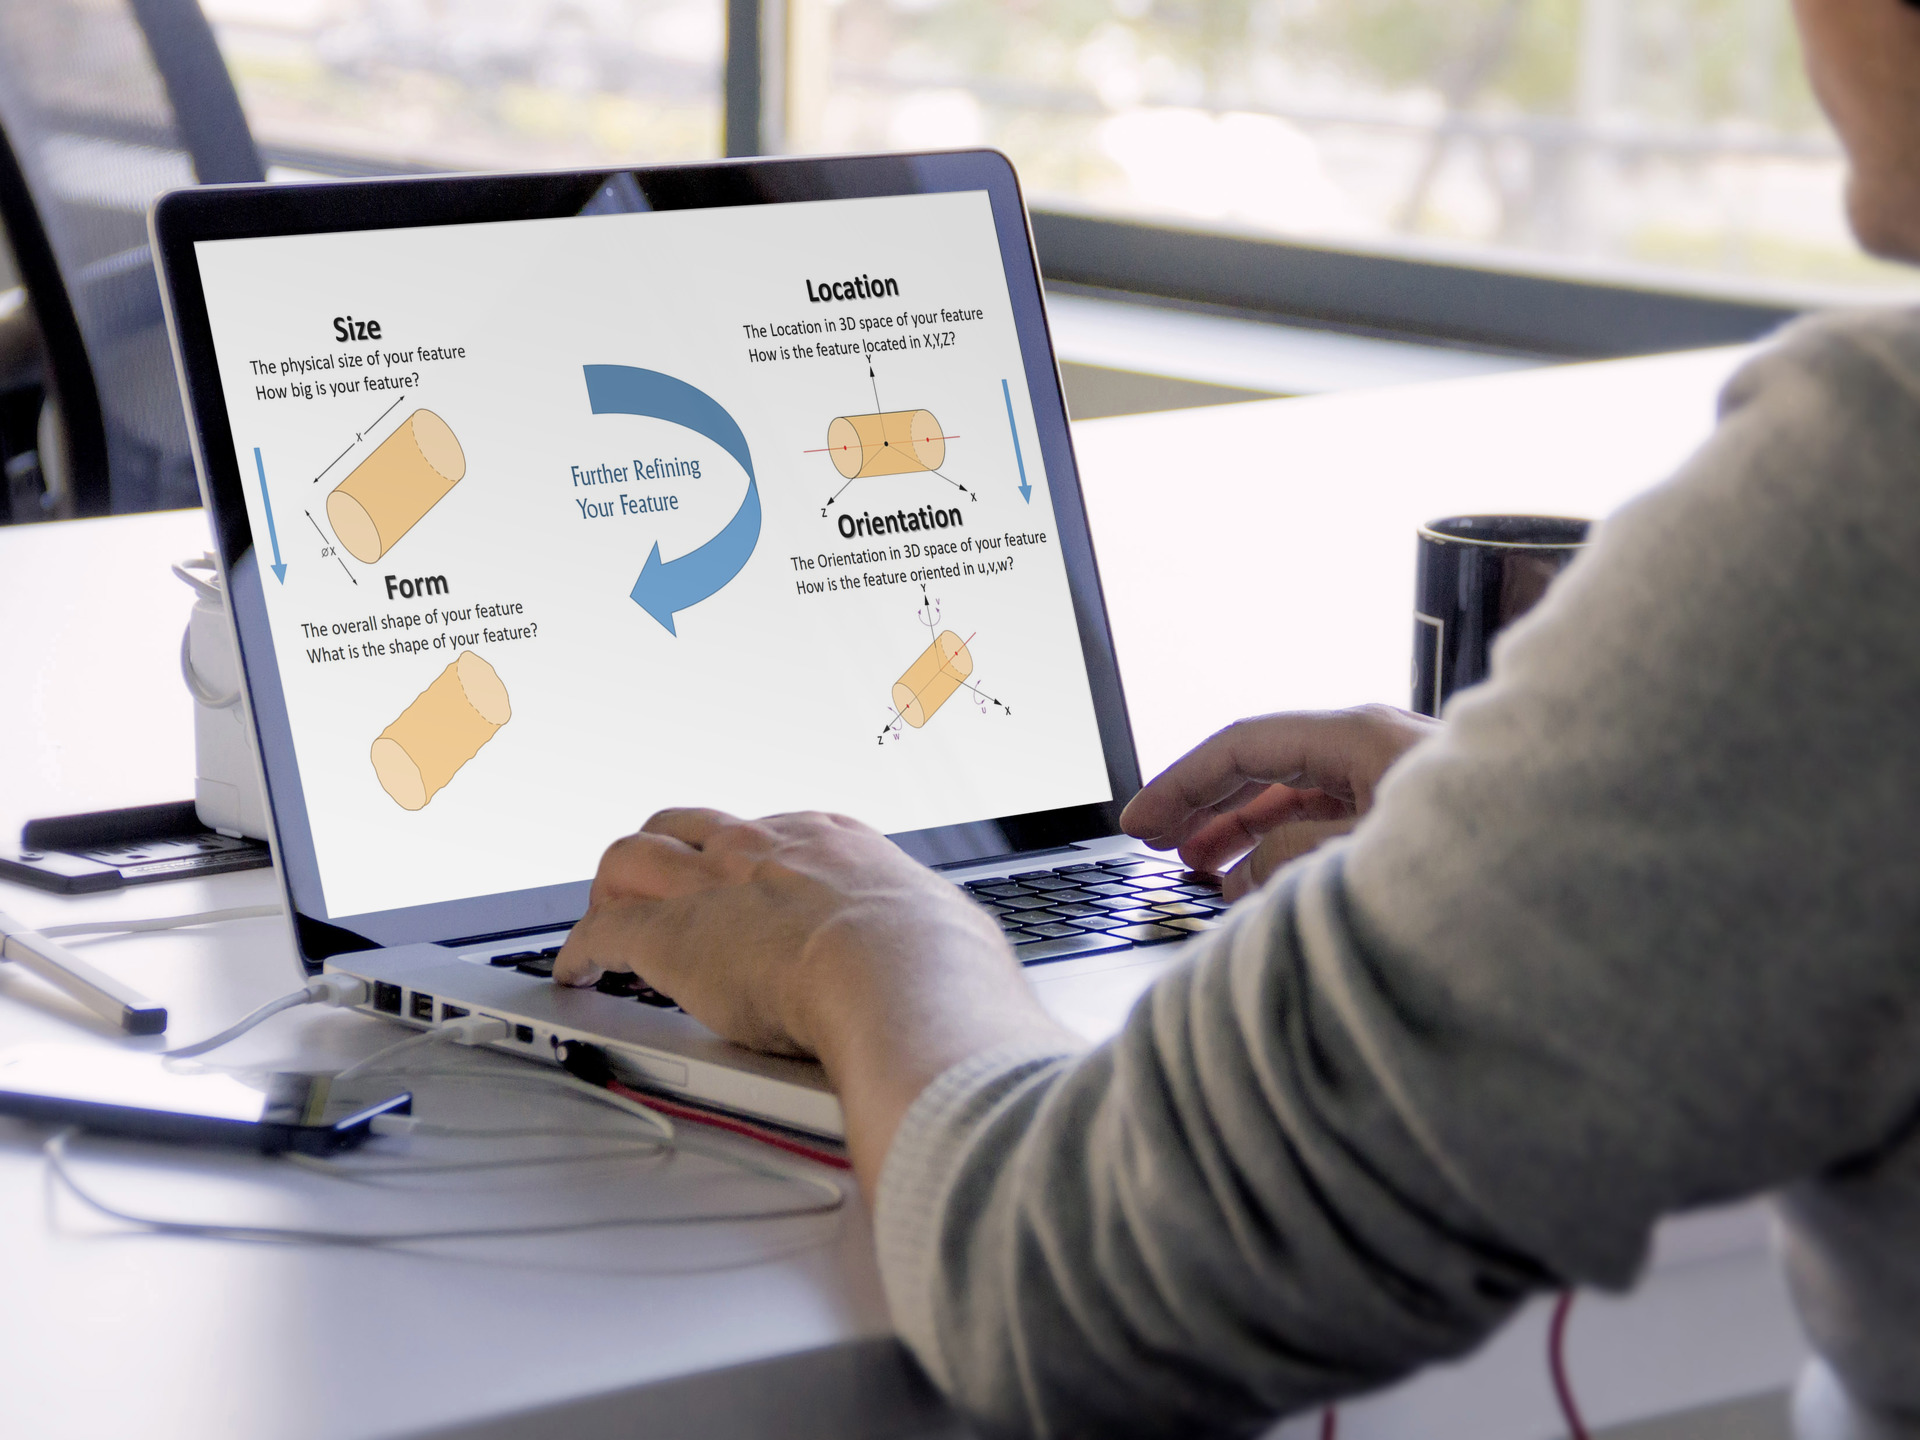 Size
The physical size of your feature
How big is your feature?
X
⌀X
Form
The overall shape of your feature
What is the shape of your feature?
Further Refining
Your Feature
Location
The Location in 3D space of your feature
How is the feature located in X,Y,Z?
Y
X
Z
Orientation
The Orientation in 3D space of your feature
How is the feature oriented in u,v,w?
Y
v
u
X
Z
w